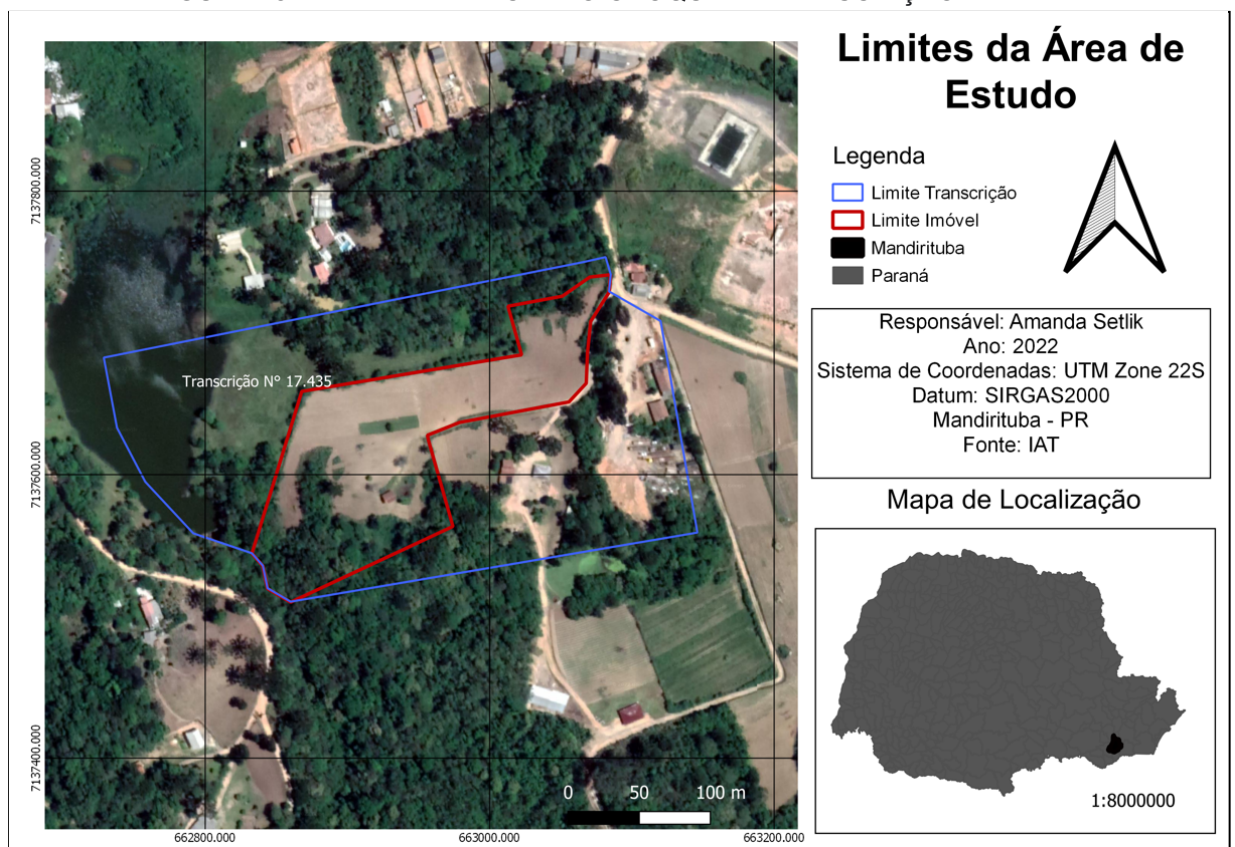 Limites da Área de
Estudo
Legenda
Limite Transcrição
Limite Imóvel
Mandirituba
Paraná
Responsável: Amanda Setlik
Ano: 2022
Sistema de Coordenadas: UTM Zone 22S
Datum: SIRGAS2000
Mandirituba - PR
Fonte: IAT
Mapa de Localização
1:8000000
7137800.000
7137600.000
7137400.000
Transcrição N° 17.435
0 50 100 m
662800.000 663000.000 663200.000